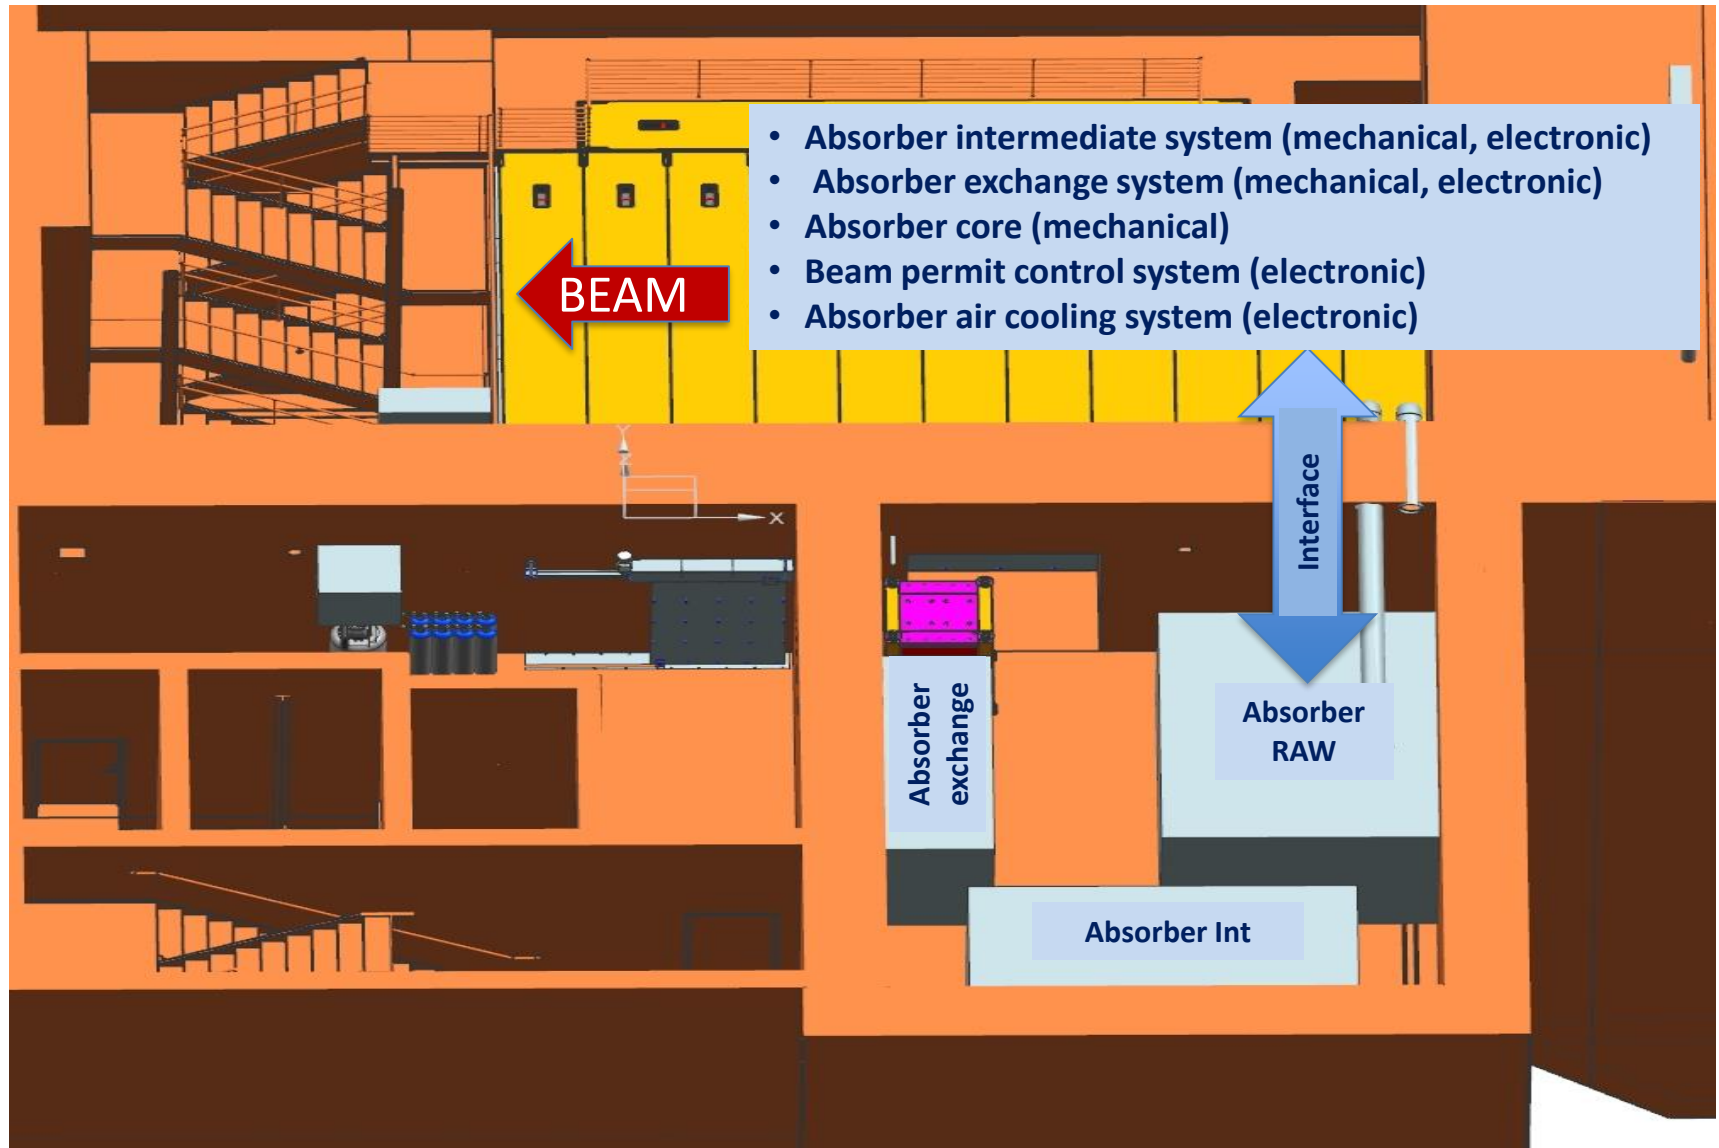 • Absorber intermediate system (mechanical, electronic)
• Absorber exchange system (mechanical, electronic)
• Absorber core (mechanical)
• Beam permit control system (electronic)
• Absorber air cooling system (electronic)
BEAM
Interface
Y
Z
X
Absorber
exchange
Absorber
RAW
Absorber Int